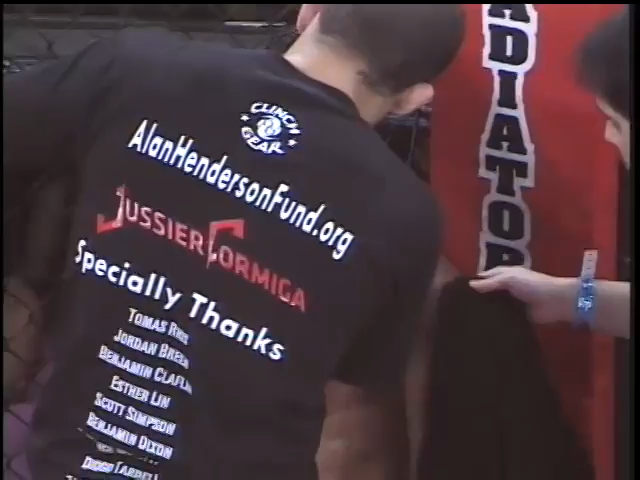 CLINCH
GEAR
AlanHendersonFund.org
JUSSIER FORMIGA
Specially Thanks
TOMAS RIOS
JORDAN BREEN
BENJAMIN CLAFLIN
ESTHER LIN
SCOTT SIMPSON
BENJAMIN DIXON
ADIATOR